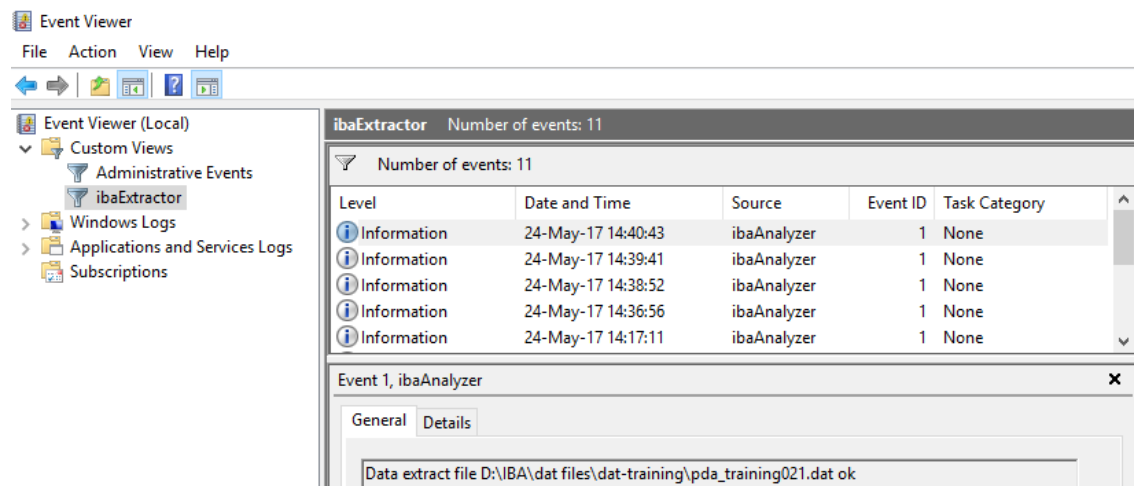 Event Viewer
File Action View Help
Event Viewer (Local)
Custom Views
Administrative Events
ibaExtractor
Windows Logs
Applications and Services Logs
Subscriptions
ibaExtractor Number of events: 11
Number of events: 11
Level Date and Time Source Event ID Task Category
Information 24-May-17 14:40:43 ibaAnalyzer 1 None
Information 24-May-17 14:39:41 ibaAnalyzer 1 None
Information 24-May-17 14:38:52 ibaAnalyzer 1 None
Information 24-May-17 14:36:56 ibaAnalyzer 1 None
Information 24-May-17 14:17:11 ibaAnalyzer 1 None
Event 1, ibaAnalyzer
General Details
Data extract file D:\IBA\dat files\dat-training\pda_training021.dat ok